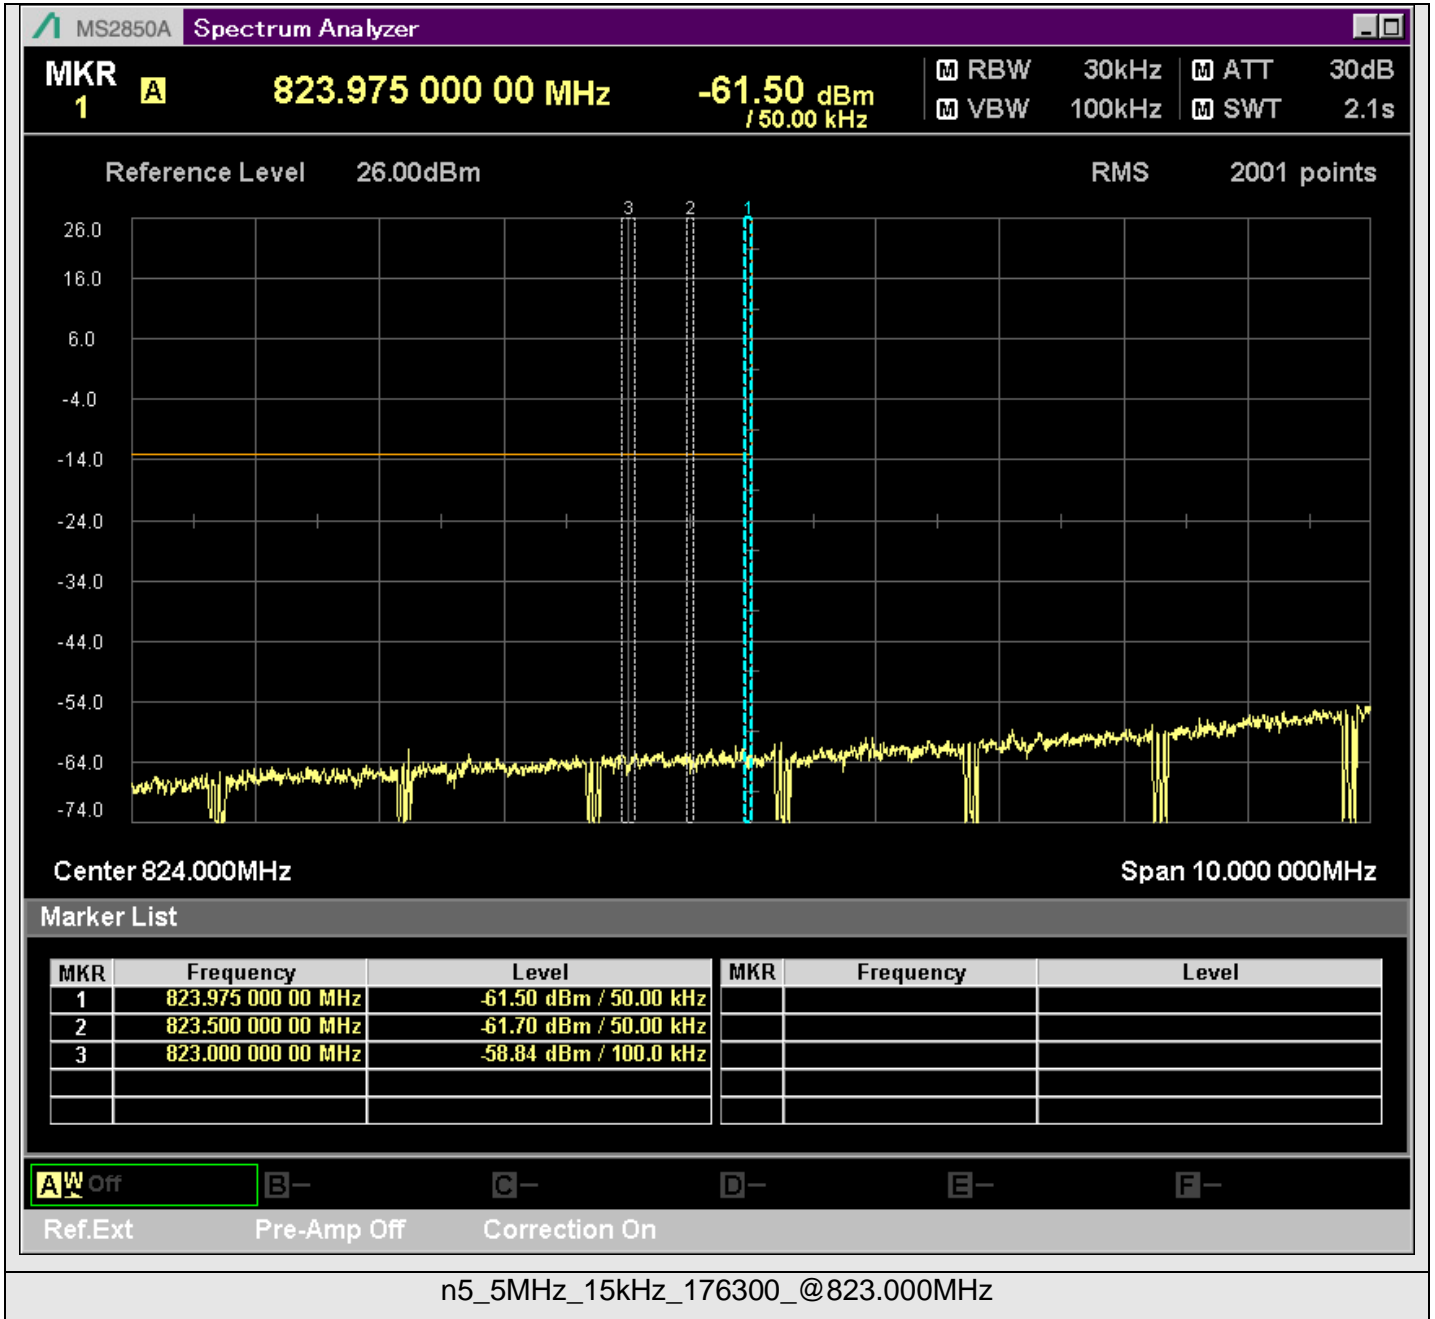 MS2850A Spectrum Analyzer
MKR 1 A 823.975 000 00 MHz -61.50 dBm / 50.00 kHz
M RBW 30kHz M ATT 30dB
M VBW 100kHz M SWT 2.1s
Reference Level 26.00dBm RMS 2001 points
3 2 1
26.0
16.0
6.0
-4.0
-14.0
-24.0
-34.0
-44.0
-54.0
-64.0
-74.0
Center 824.000MHz Span 10.000 000MHz
Marker List
MKR Frequency Level MKR Frequency Level
1 823.975 000 00 MHz -61.50 dBm / 50.00 kHz
2 823.500 000 00 MHz -61.70 dBm / 50.00 kHz
3 823.000 000 00 MHz -58.84 dBm / 100.0 kHz
A W Off B - C - D - E - F -
Ref.Ext Pre-Amp Off Correction On
n5_5MHz_15kHz_176300_@823.000MHz